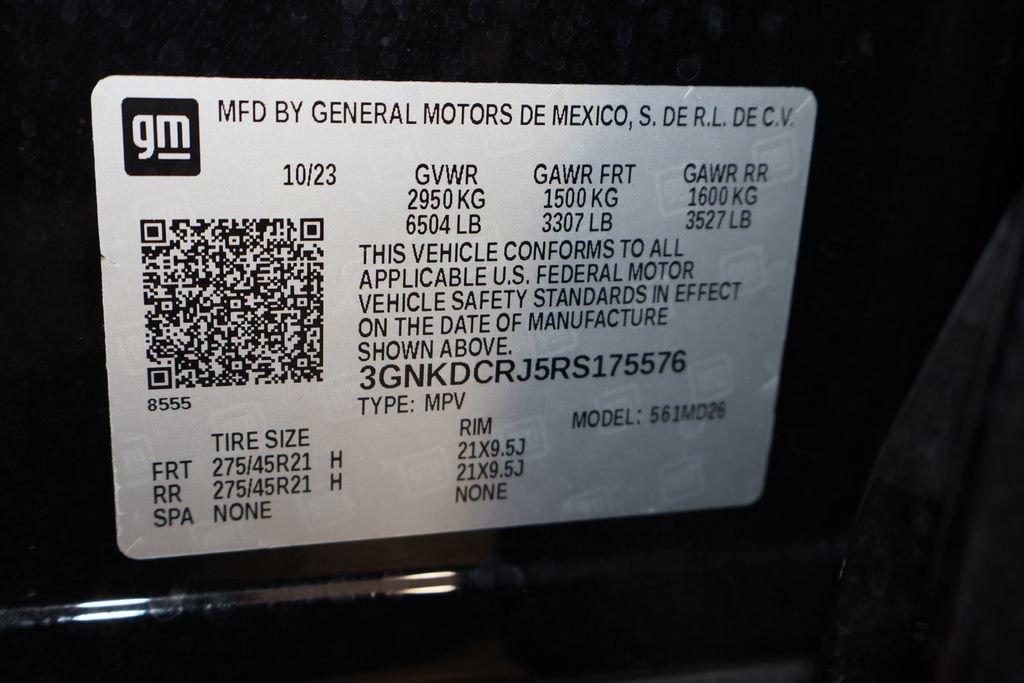 gm
MFD BY GENERAL MOTORS DE MEXICO, S. DE R.L. DE C.V.
10/23 GVWR GAWR FRT GAWR RR
2950 KG 1500 KG 1600 KG
6504 LB 3307 LB 3527 LB
THIS VEHICLE CONFORMS TO ALL
APPLICABLE U.S. FEDERAL MOTOR
VEHICLE SAFETY STANDARDS IN EFFECT
ON THE DATE OF MANUFACTURE
SHOWN ABOVE.
3GNKDCRJ5RS175576
8555
TYPE: MPV MODEL: 561MD26
TIRE SIZE RIM
FRT 275/45R21 H 21X9.5J
RR 275/45R21 H 21X9.5J
SPA NONE NONE